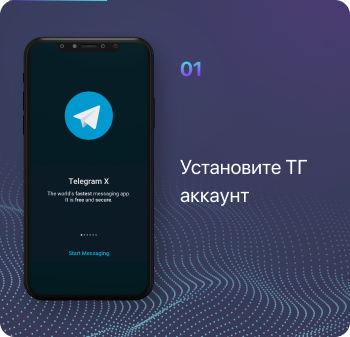 01
Установите ТГ
аккаунт
Telegram X
The world's fastest messaging app.
It is free and secure.
Start Messaging